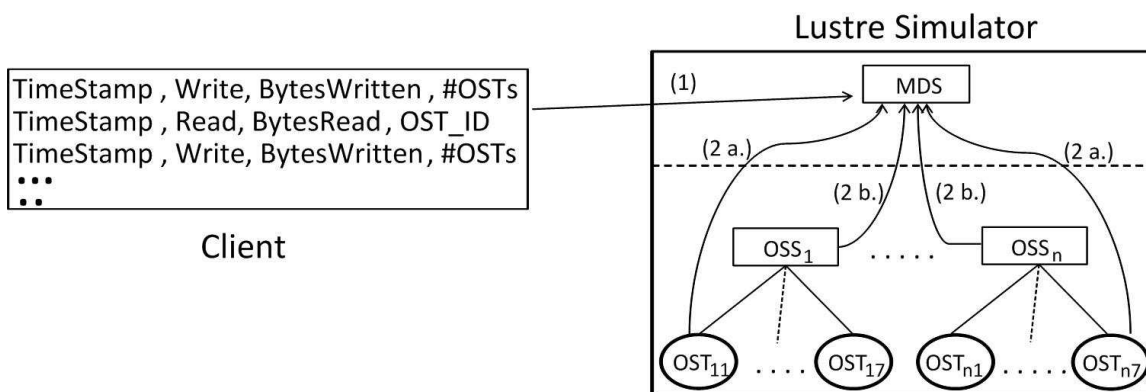 Lustre Simulator
TimeStamp , Write, BytesWritten , #OSTs
TimeStamp , Read, BytesRead , OST_ID
TimeStamp , Write, BytesWritten , #OSTs
...
..
Client
(1)
MDS
(2 a.)
(2 a.)
(2 b.)
(2 b.)
OSS1
.....
OSSn
OST11
....
OST17
OSTn1
.....
OSTn7